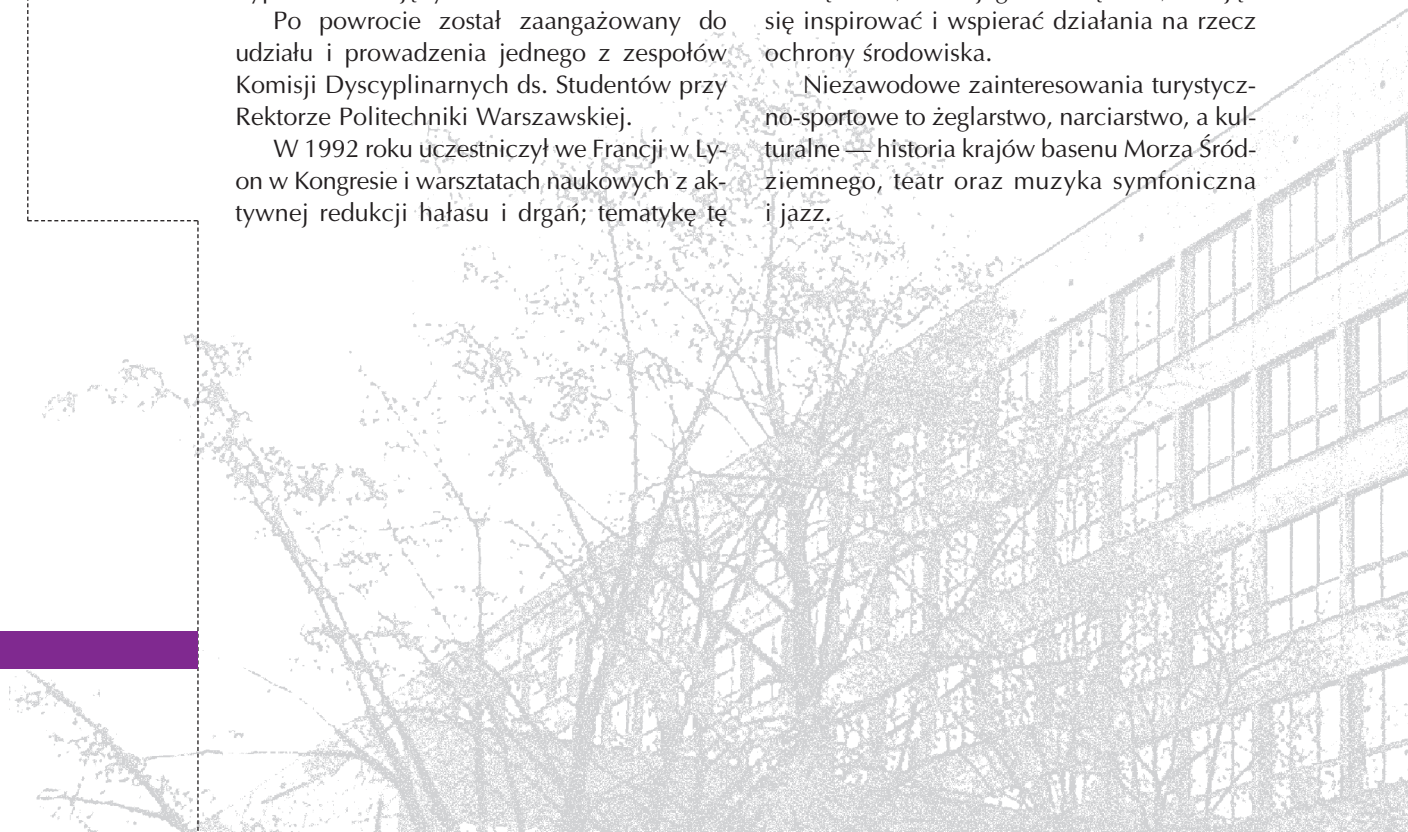 Po powrocie został zaangażowany do
udziału i prowadzenia jednego z zespołów
Komisji Dyscyplinarnych ds. Studentów przy
Rektorze Politechniki Warszawskiej.
W 1992 roku uczestniczył we Francji w Ly-
on w Kongresie i warsztatach naukowych z ak-
tywnej redukcji hałasu i drgań; tematykę tę
się inspirować i wspierać działania na rzecz
ochrony środowiska.
Niezawodowe zainteresowania turystycz-
no-sportowe to żeglarstwo, narciarstwo, a kul-
turalne — historia krajów basenu Morza Śród-
ziemnego, teatr oraz muzyka symfoniczna
i jazz.